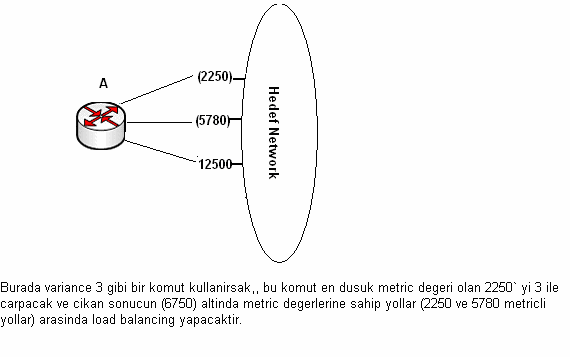 A
(2250)
(5780)
12500
Hedef Network
Burada variance 3 gibi bir komut kullanirsak,, bu komut en dusuk metric degeri olan 2250` yi 3 ile
carpacak ve cikan sonucun (6750) altinda metric degerlerine sahip yollar (2250 ve 5780 metricli
yollar) arasinda load balancing yapacaktir.